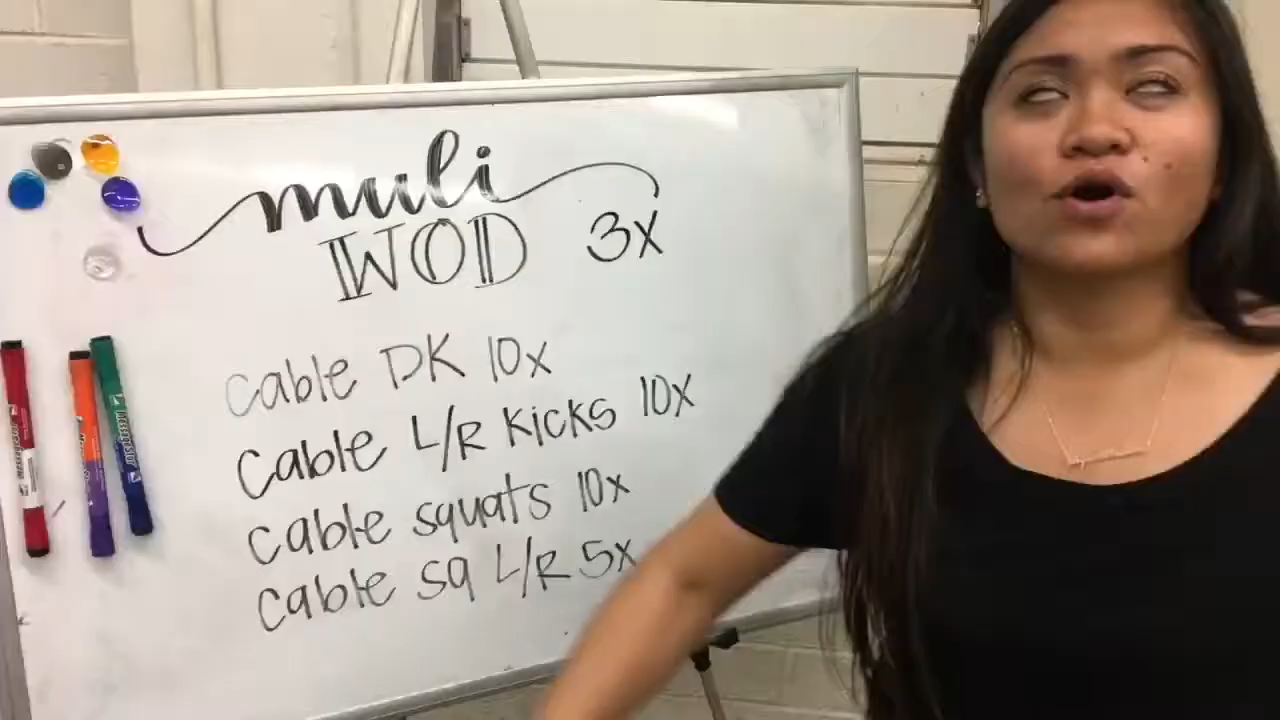 muli
WOD 3x
cable DK 10x
cable L/R Kicks 10x
cable squats 10x
cable sq L/R 5x